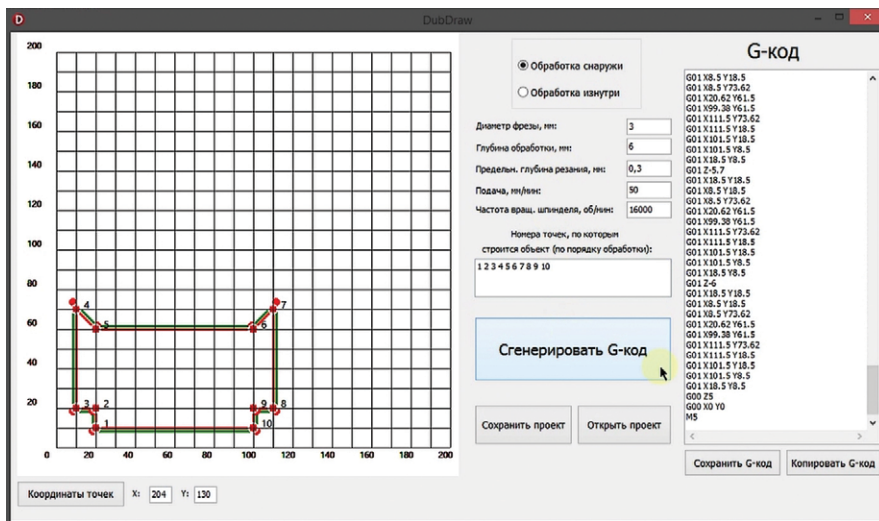 DubDraw
200
180
160
140
120
100
80
60
40
20
0 20 40 60 80 100 120 140 160 180 200
4 7
5 6
3 2 9 8
1 10
Координаты точек X: 204 Y: 130
Обработка снаружи
Обработка изнутри
Диаметр фрезы, мм: 3
Глубина обработки, мм: 6
Предельн. глубина резания, мм: 0,3
Подача, мм/мин: 50
Частота вращ. шпинделя, об/мин: 16000
Номера точек, по которым
строится объект (по порядку обработки):
1 2 3 4 5 6 7 8 9 10
Сгенерировать G-код
Сохранить проект Открыть проект
G-код
G01 X8.5 Y18.5
G01 X8.5 Y73.62
G01 X20.62 Y61.5
G01 X99.38 Y61.5
G01 X111.5 Y73.62
G01 X111.5 Y18.5
G01 X101.5 Y18.5
G01 X101.5 Y8.5
G01 X18.5 Y8.5
G01 Z-5.7
G01 X18.5 Y18.5
G01 X8.5 Y18.5
G01 X8.5 Y73.62
G01 X20.62 Y61.5
G01 X99.38 Y61.5
G01 X111.5 Y73.62
G01 X111.5 Y18.5
G01 X101.5 Y18.5
G01 X101.5 Y8.5
G01 X18.5 Y8.5
G01 Z-6
G01 X18.5 Y18.5
G01 X8.5 Y18.5
G01 X8.5 Y73.62
G01 X20.62 Y61.5
G01 X99.38 Y61.5
G01 X111.5 Y73.62
G01 X111.5 Y18.5
G01 X101.5 Y18.5
G01 X101.5 Y8.5
G01 X18.5 Y8.5
G00 Z5
G00 X0 Y0
M5
Сохранить G-код Копировать G-код